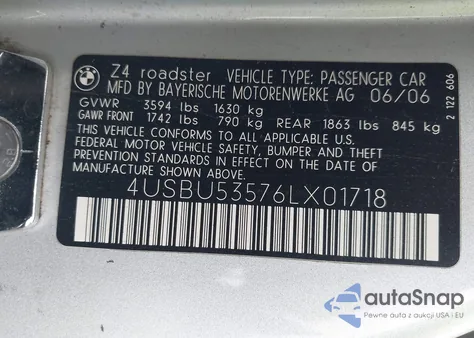 BMW
Z4 roadster VEHICLE TYPE: PASSENGER CAR
MFD BY BAYERISCHE MOTORENWERKE AG 06/06
GVWR 3594 lbs 1630 kg
GAWR FRONT 1742 lbs 790 kg REAR 1863 lbs 845 kg
THIS VEHICLE CONFORMS TO ALL APPLICABLE U.S.
FEDERAL MOTOR VEHICLE SAFETY, BUMPER, AND
THEFT PREVENTION STANDARDS IN EFFECT ON THE DATE OF
MANUFACTURE SHOWN ABOVE.
4USBU53576LX01718
2 122 606
autoSnap
Pewne auta z aukcji USA i EU